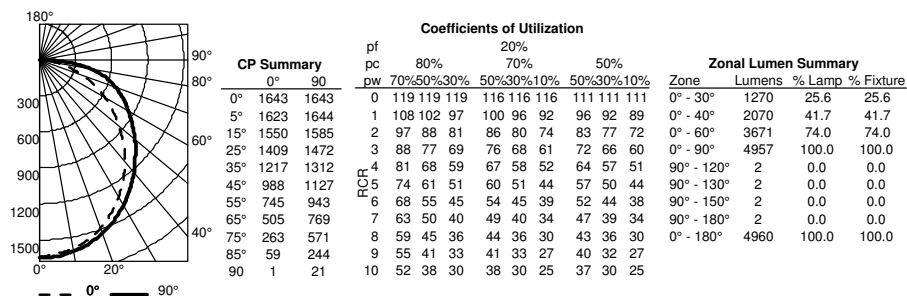 180°
90°
80°
300
600
60°
900
1200
40°
1500
0° 20°
0° 90°
CP Summary
0° 90
0° 1643 1643
5° 1623 1644
15° 1550 1585
25° 1409 1472
35° 1217 1312
45° 988 1127
55° 745 943
65° 505 769
75° 263 571
85° 59 244
90 1 21
Coefficients of Utilization
pf 20%
pc 80% 70% 50%
pw 70%50%30% 50%30%10% 50%30%10%
RCR
0 119 119 119 116 116 116 111 111 111
1 108 102 97 100 96 92 96 92 89
2 97 88 81 86 80 74 83 77 72
3 88 77 69 76 68 61 72 66 60
4 81 68 59 67 58 52 64 57 51
5 74 61 51 60 51 44 57 50 44
6 68 55 45 54 45 39 52 44 38
7 63 50 40 49 40 34 47 39 34
8 59 45 36 44 36 30 43 36 30
9 55 41 33 41 33 27 40 32 27
10 52 38 30 38 30 25 37 30 25
Zonal Lumen Summary
Zone Lumens % Lamp % Fixture
0° - 30° 1270 25.6 25.6
0° - 40° 2070 41.7 41.7
0° - 60° 3671 74.0 74.0
0° - 90° 4957 100.0 100.0
90° - 120° 2 0.0 0.0
90° - 130° 2 0.0 0.0
90° - 150° 2 0.0 0.0
90° - 180° 2 0.0 0.0
0° - 180° 4960 100.0 100.0